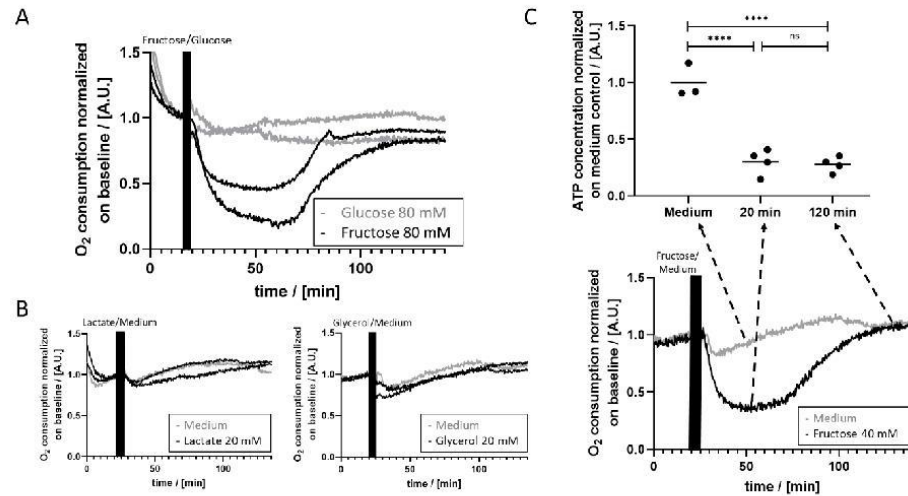 A
Fructose/Glucose
O₂ consumption normalized
on baseline / [A.U.]
1.5
1.0
0.5
0.0
0
50
100
time / [min]
Glucose 80 mM
Fructose 80 mM
B
Lactate/Medium
O₂ consumption normalized
on baseline / [A.U.]
1.5
1.0
0.5
0.0
0
50
100
time / [min]
Medium
Lactate 20 mM
Glycerol/Medium
O₂ consumption normalized
on baseline / [A.U.]
1.5
1.0
0.5
0.0
0
50
100
time / [min]
Medium
Glycerol 20 mM
C
****
****
ns
ATP concentration normalized
on medium control / [A.U.]
1.5
1.0
0.5
0.0
Medium
20 min
120 min
Fructose/
Medium
O₂ consumption normalized
on baseline / [A.U.]
1.5
1.0
0.5
0.0
0
50
100
time / [min]
Medium
Fructose 40 mM